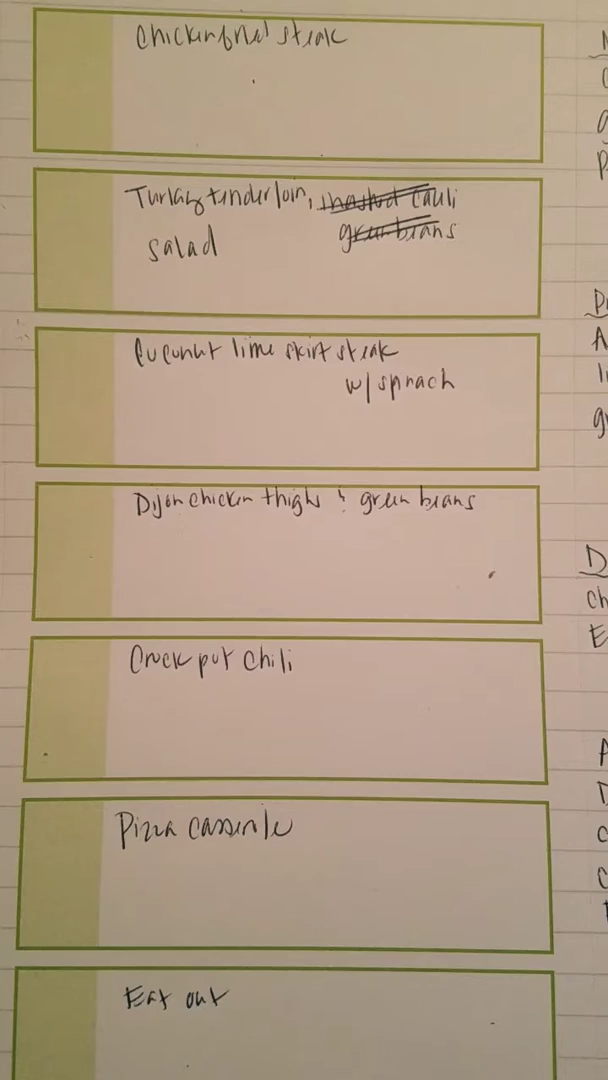 Chicken fried steak
Turkey tenderloin, mashed cauli
salad green beans
Coconut lime skirt steak
w/ spinach
Dijon chicken thighs & green beans
Crock pot chili
Pizza casserole
Eat out